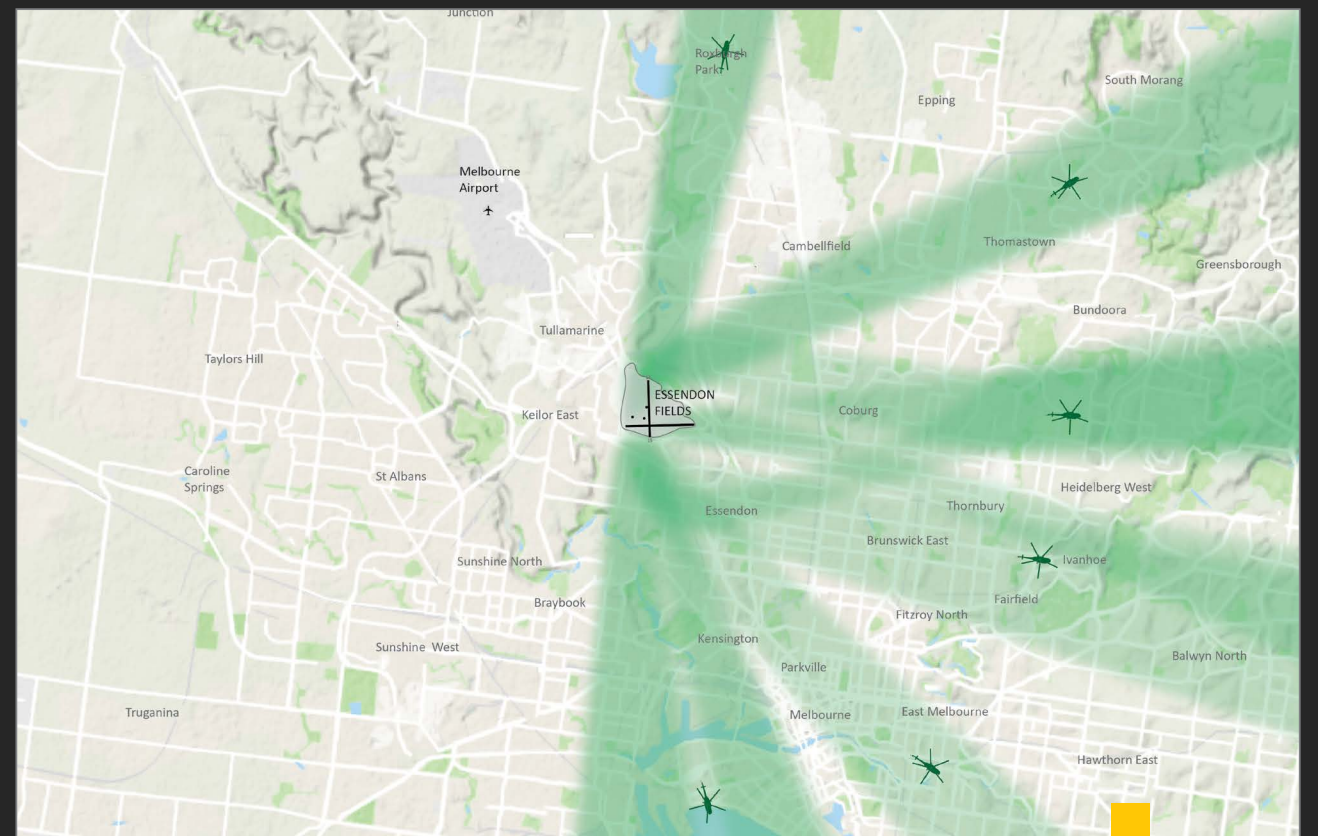 Junction
Roxburgh
Park
South Morang
Epping
Melbourne
Airport
Cambellfield
Thomastown
Greensborough
Bundoora
Tullamarine
Taylors Hill
ESSENDON
FIELDS
Keilor East
Coburg
Caroline
Springs
St Albans
Heidelberg West
Essendon
Thornbury
Brunswick East
Sunshine North
Ivanhoe
Braybook
Fairfield
Fitzroy North
Kensington
Sunshine West
Parkville
Balwyn North
Truganina
Melbourne
East Melbourne
Hawthorn East